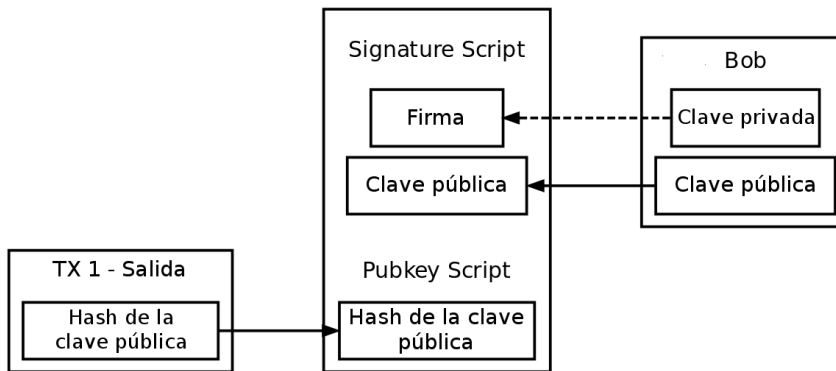 Signature Script
Bob
Firma
Clave privada
Clave pública
Clave pública
TX 1 - Salida
Pubkey Script
Hash de la
clave pública
Hash de la clave
pública